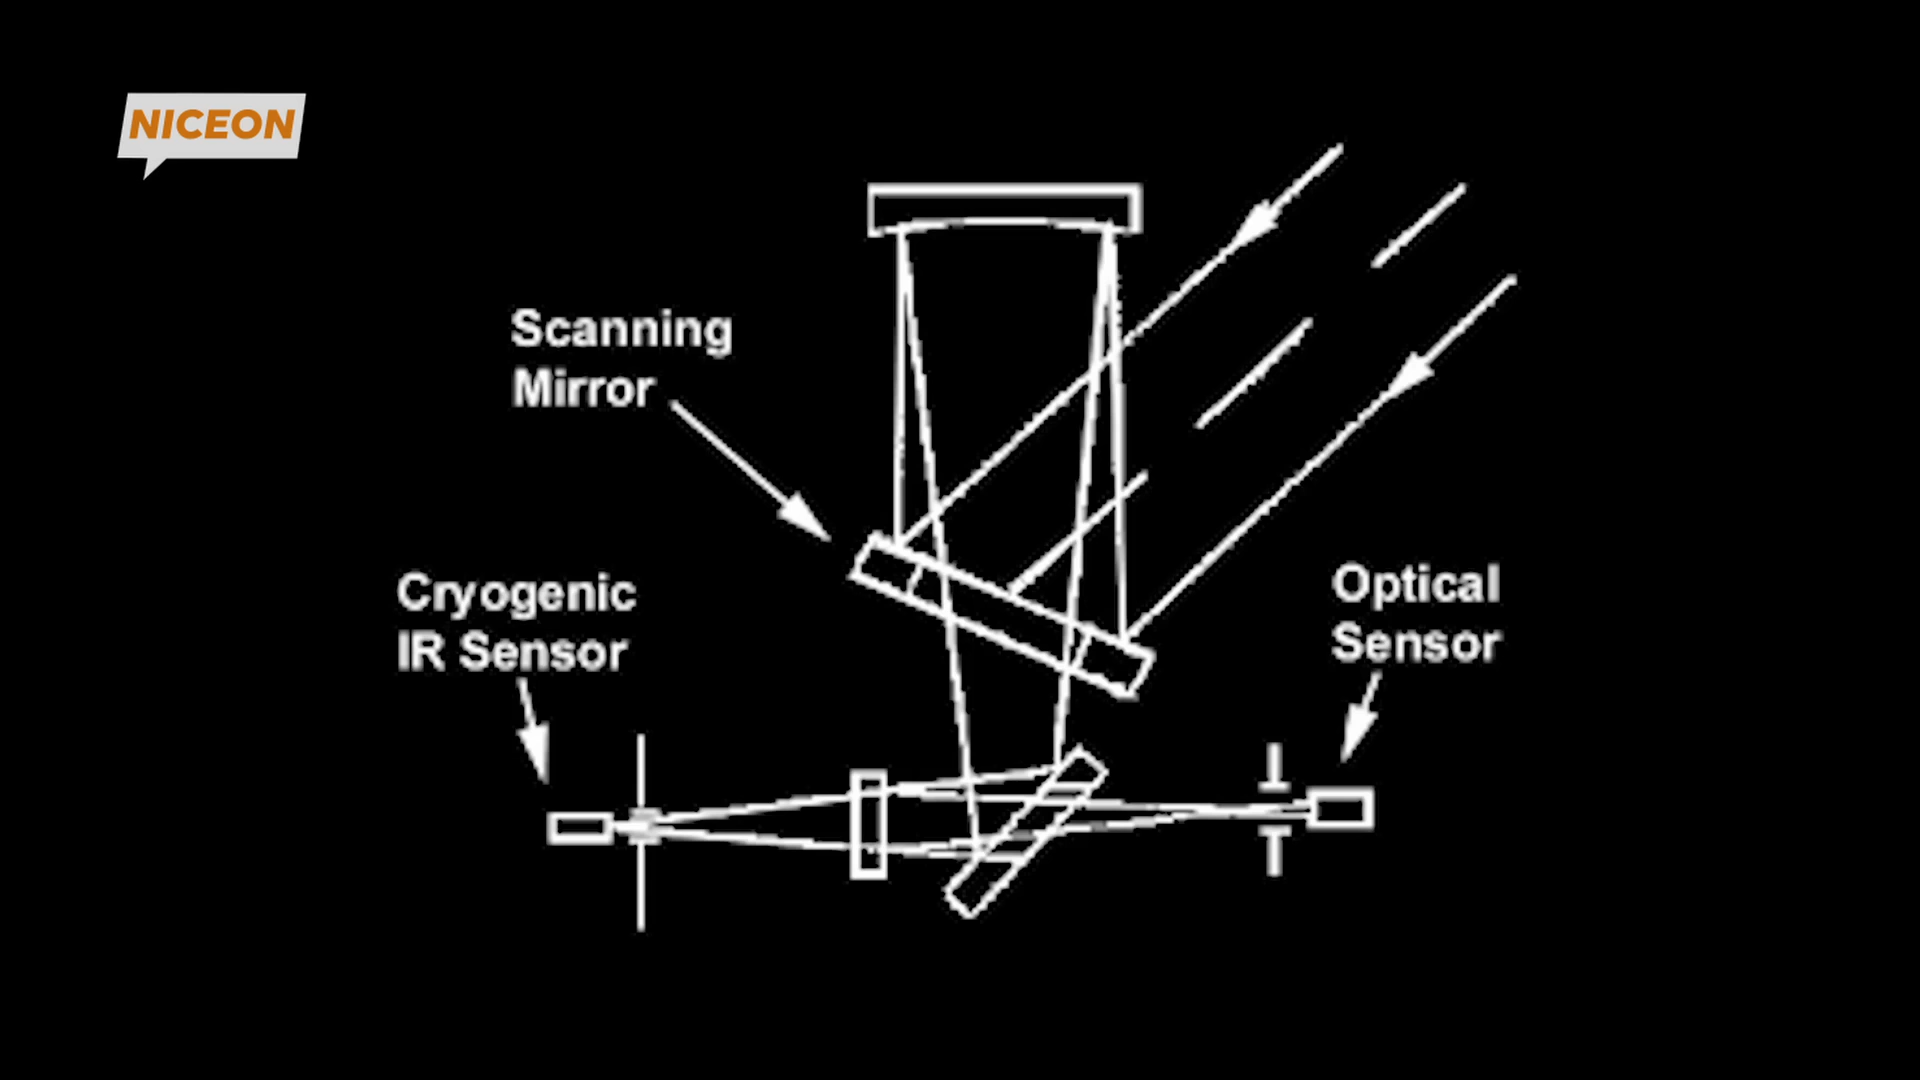 NICEON
Scanning
Mirror
Cryogenic
IR Sensor
Optical
Sensor